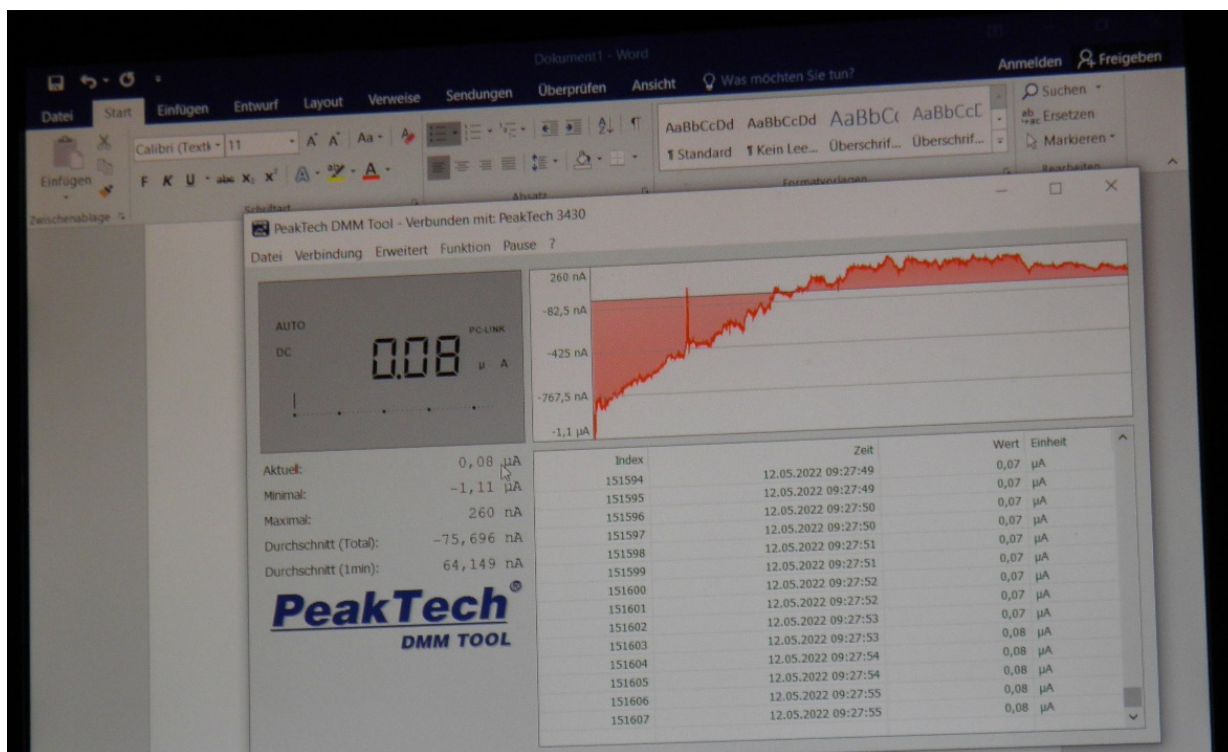 Dokument1 - Word
Anmelden Freigeben
Datei Start Einfügen Entwurf Layout Verweise Sendungen Überprüfen Ansicht Was möchten Sie tun?
Einfügen
Zwischenablage
Calibri (Textk 11 A A Aa
F K U abc X₂ X² A aby A
Schriftart
Absatz
AaBbCcDd AaBbCcDd AaBbC( AaBbCcE
¶ Standard ¶ Kein Lee... Überschrif... Überschrif...
Formatvorlagen
Suchen
Ersetzen
Markieren
Bearbeiten
PeakTech DMM Tool - Verbunden mit: PeakTech 3430
Datei Verbindung Erweitert Funktion Pause ?
AUTO PC-LINK
DC
0.08 µ A
Aktuell: 0,08 µA
Minimal: -1,11 µA
Maximal: 260 nA
Durchschnitt (Total): -75,696 nA
Durchschnitt (1min): 64,149 nA
PeakTech®
DMM TOOL
260 nA
-82,5 nA
-425 nA
-767,5 nA
-1,1 µA
Index Zeit Wert Einheit
151594 12.05.2022 09:27:49 0,07 µA
151595 12.05.2022 09:27:49 0,07 µA
151596 12.05.2022 09:27:50 0,07 µA
151597 12.05.2022 09:27:50 0,07 µA
151598 12.05.2022 09:27:51 0,07 µA
151599 12.05.2022 09:27:51 0,07 µA
151600 12.05.2022 09:27:52 0,07 µA
151601 12.05.2022 09:27:52 0,07 µA
151602 12.05.2022 09:27:53 0,07 µA
151603 12.05.2022 09:27:53 0,08 µA
151604 12.05.2022 09:27:54 0,08 µA
151605 12.05.2022 09:27:54 0,08 µA
151606 12.05.2022 09:27:55 0,08 µA
151607 12.05.2022 09:27:55 0,08 µA